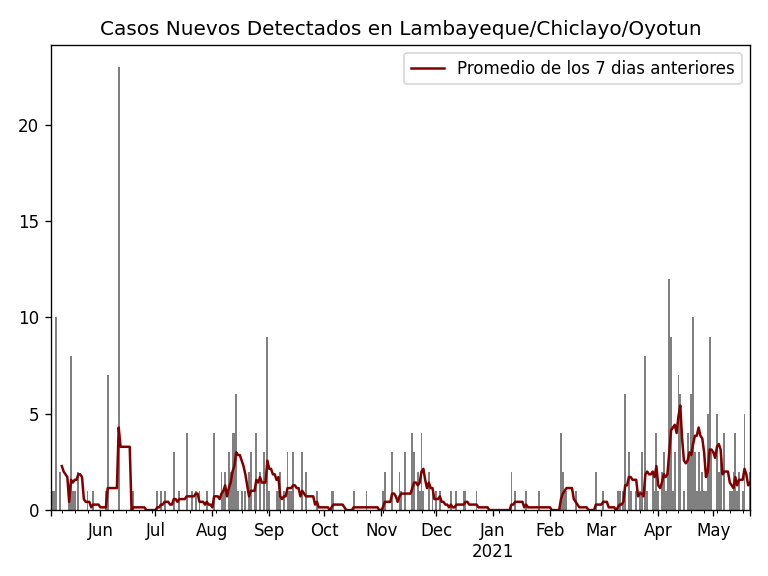 Casos Nuevos Detectados en Lambayeque/Chiclayo/Oyotun
Promedio de los 7 dias anteriores
20
15
10
5
0
Jun Jul Aug Sep Oct Nov Dec Jan Feb Mar Apr May
2021